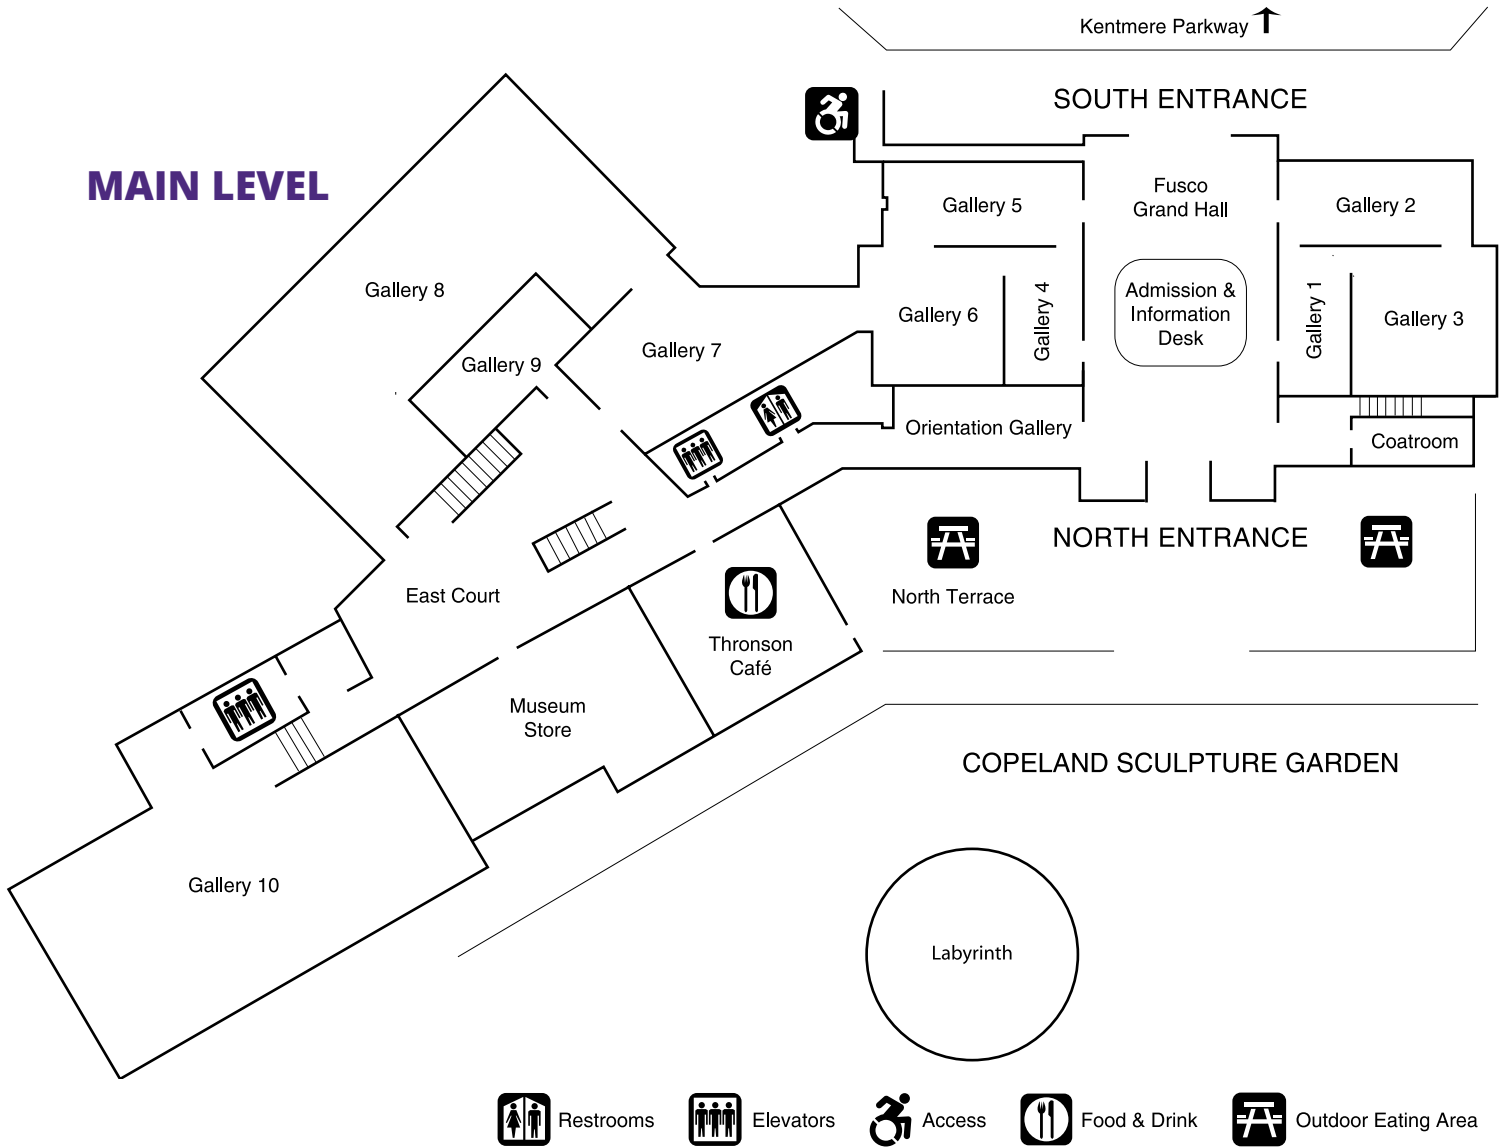 Kentmere Parkway
SOUTH ENTRANCE
MAIN LEVEL
Fusco
Grand Hall
Gallery 5
Gallery 2
Gallery 8
Admission &
Information
Desk
Gallery 6
Gallery 4
Gallery 1
Gallery 3
Gallery 7
Gallery 9
Orientation Gallery
Coatroom
NORTH ENTRANCE
East Court
North Terrace
Thronson
Café
Museum
Store
COPELAND SCULPTURE GARDEN
Gallery 10
Labyrinth
Restrooms
Elevators
Access
Food & Drink
Outdoor Eating Area